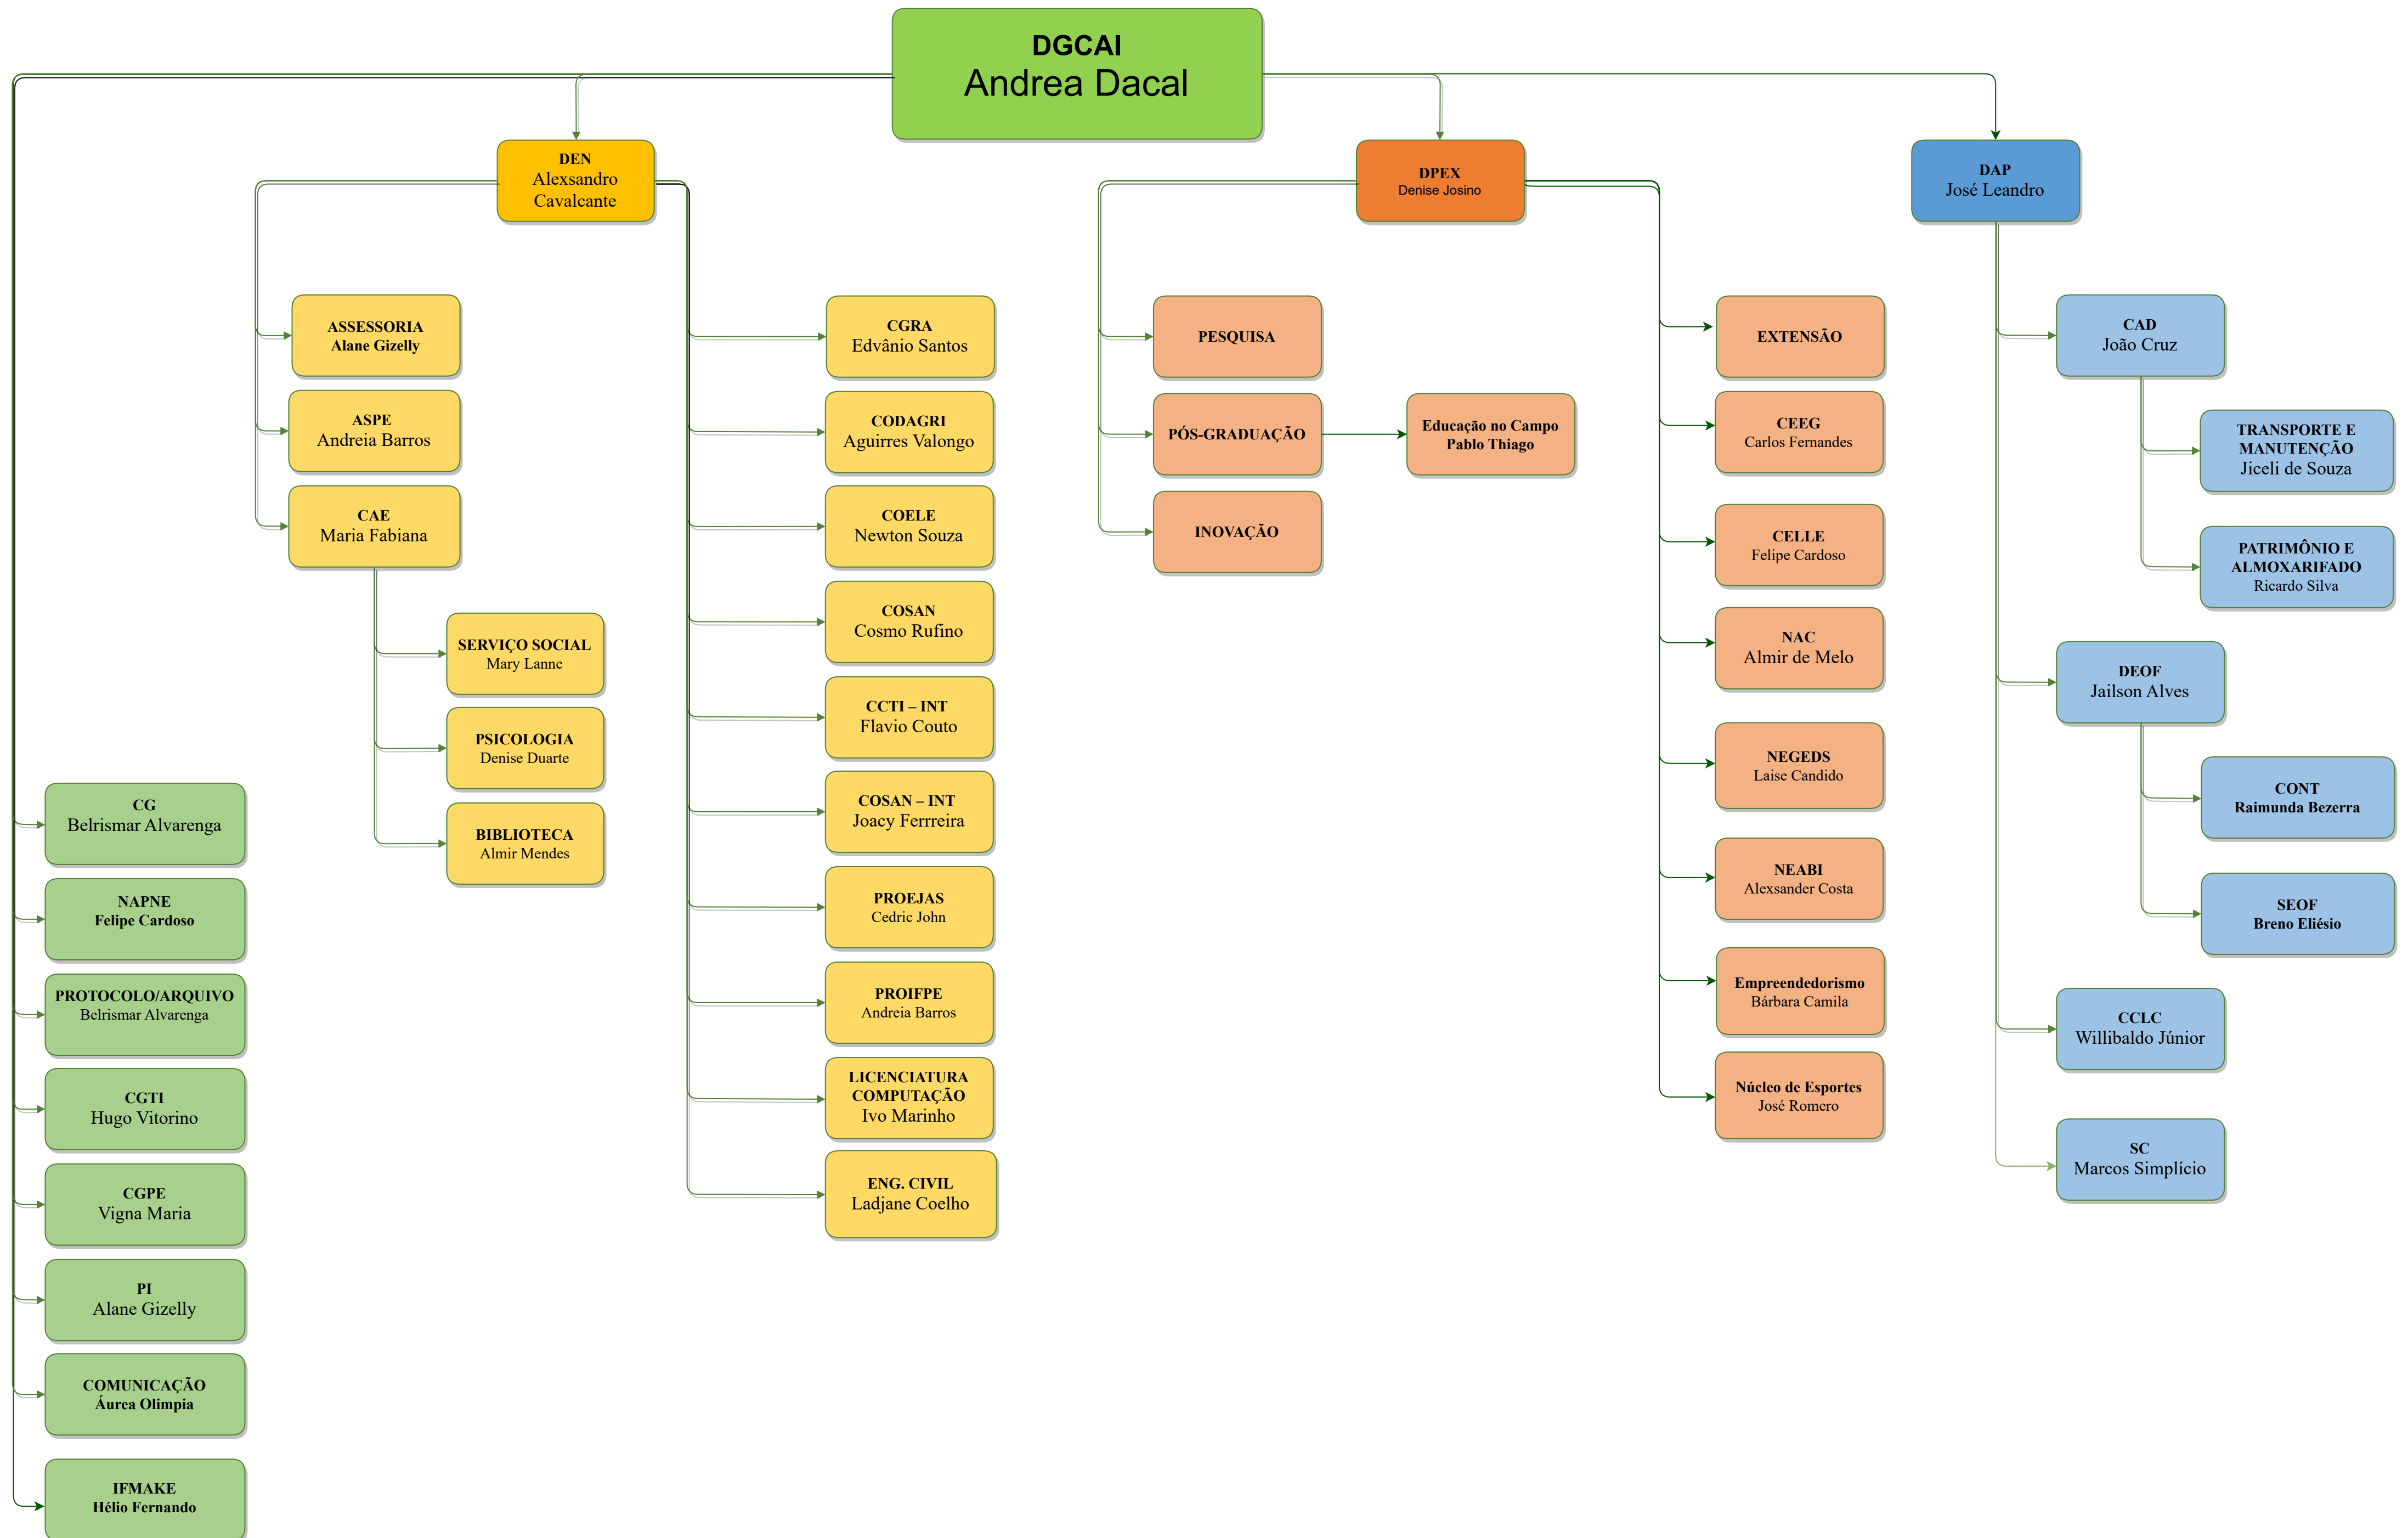 DGCAI
Andrea Dacal
DEN
Alexsandro
Cavalcante
DPEX
Denise Josino
DAP
José Leandro
ASSESSORIA
Alane Gizelly
ASPE
Andreia Barros
CAE
Maria Fabiana
SERVIÇO SOCIAL
Mary Lanne
PSICOLOGIA
Denise Duarte
BIBLIOTECA
Almir Mendes
CGRA
Edvânio Santos
CODAGRI
Aguirres Valongo
COELE
Newton Souza
COSAN
Cosmo Rufino
CCTI – INT
Flavio Couto
COSAN – INT
Joacy Ferrreira
PROEJAS
Cedric John
PROIFPE
Andreia Barros
LICENCIATURA
COMPUTAÇÃO
Ivo Marinho
ENG. CIVIL
Ladjane Coelho
PESQUISA
PÓS-GRADUAÇÃO
Educação no Campo
Pablo Thiago
INOVAÇÃO
EXTENSÃO
CEEG
Carlos Fernandes
CELLE
Felipe Cardoso
NAC
Almir de Melo
NEGEDS
Laise Candido
NEABI
Alexsander Costa
Empreendedorismo
Bárbara Camila
Núcleo de Esportes
José Romero
CAD
João Cruz
TRANSPORTE E
MANUTENÇÃO
Jiceli de Souza
PATRIMÔNIO E
ALMOXARIFADO
Ricardo Silva
DEOF
Jailson Alves
CONT
Raimunda Bezerra
SEOF
Breno Eliésio
CCLC
Willibaldo Júnior
SC
Marcos Simplício
CG
Belrismar Alvarenga
NAPNE
Felipe Cardoso
PROTOCOLO/ARQUIVO
Belrismar Alvarenga
CGTI
Hugo Vitorino
CGPE
Vigna Maria
PI
Alane Gizelly
COMUNICAÇÃO
Áurea Olimpia
IFMAKE
Hélio Fernando